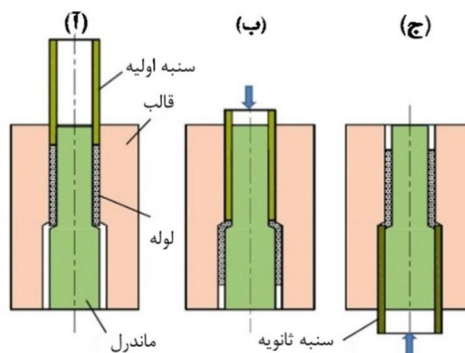 (آ)
(ب)
(ج)
سنبه اولیه
قالب
لوله
ماندرل
سنبه ثانویه